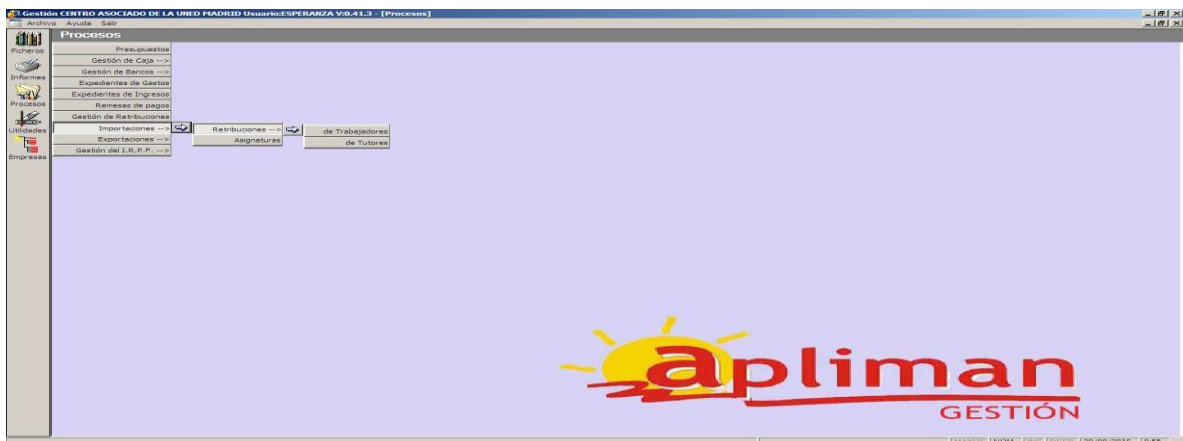 Gestión CENTRO ASOCIADO DE LA UNED MADRID Usuario:ESPERANZA V:0.41.3 - [Procesos]
Archivo Ayuda Salir
Procesos
Ficheros
Informes
Procesos
Utilidades
Empresas
Presupuestos
Gestión de Caja -->
Gestión de Bancos -->
Expedientes de Gastos
Expedientes de Ingresos
Remesas de pagos
Gestión de Retribuciones
Importaciones -->
Exportaciones -->
Gestión del I.R.P.F. -->
Retribuciones -->
Asignaturas
de Trabajadores
de Tutores
apliman
GESTIÓN